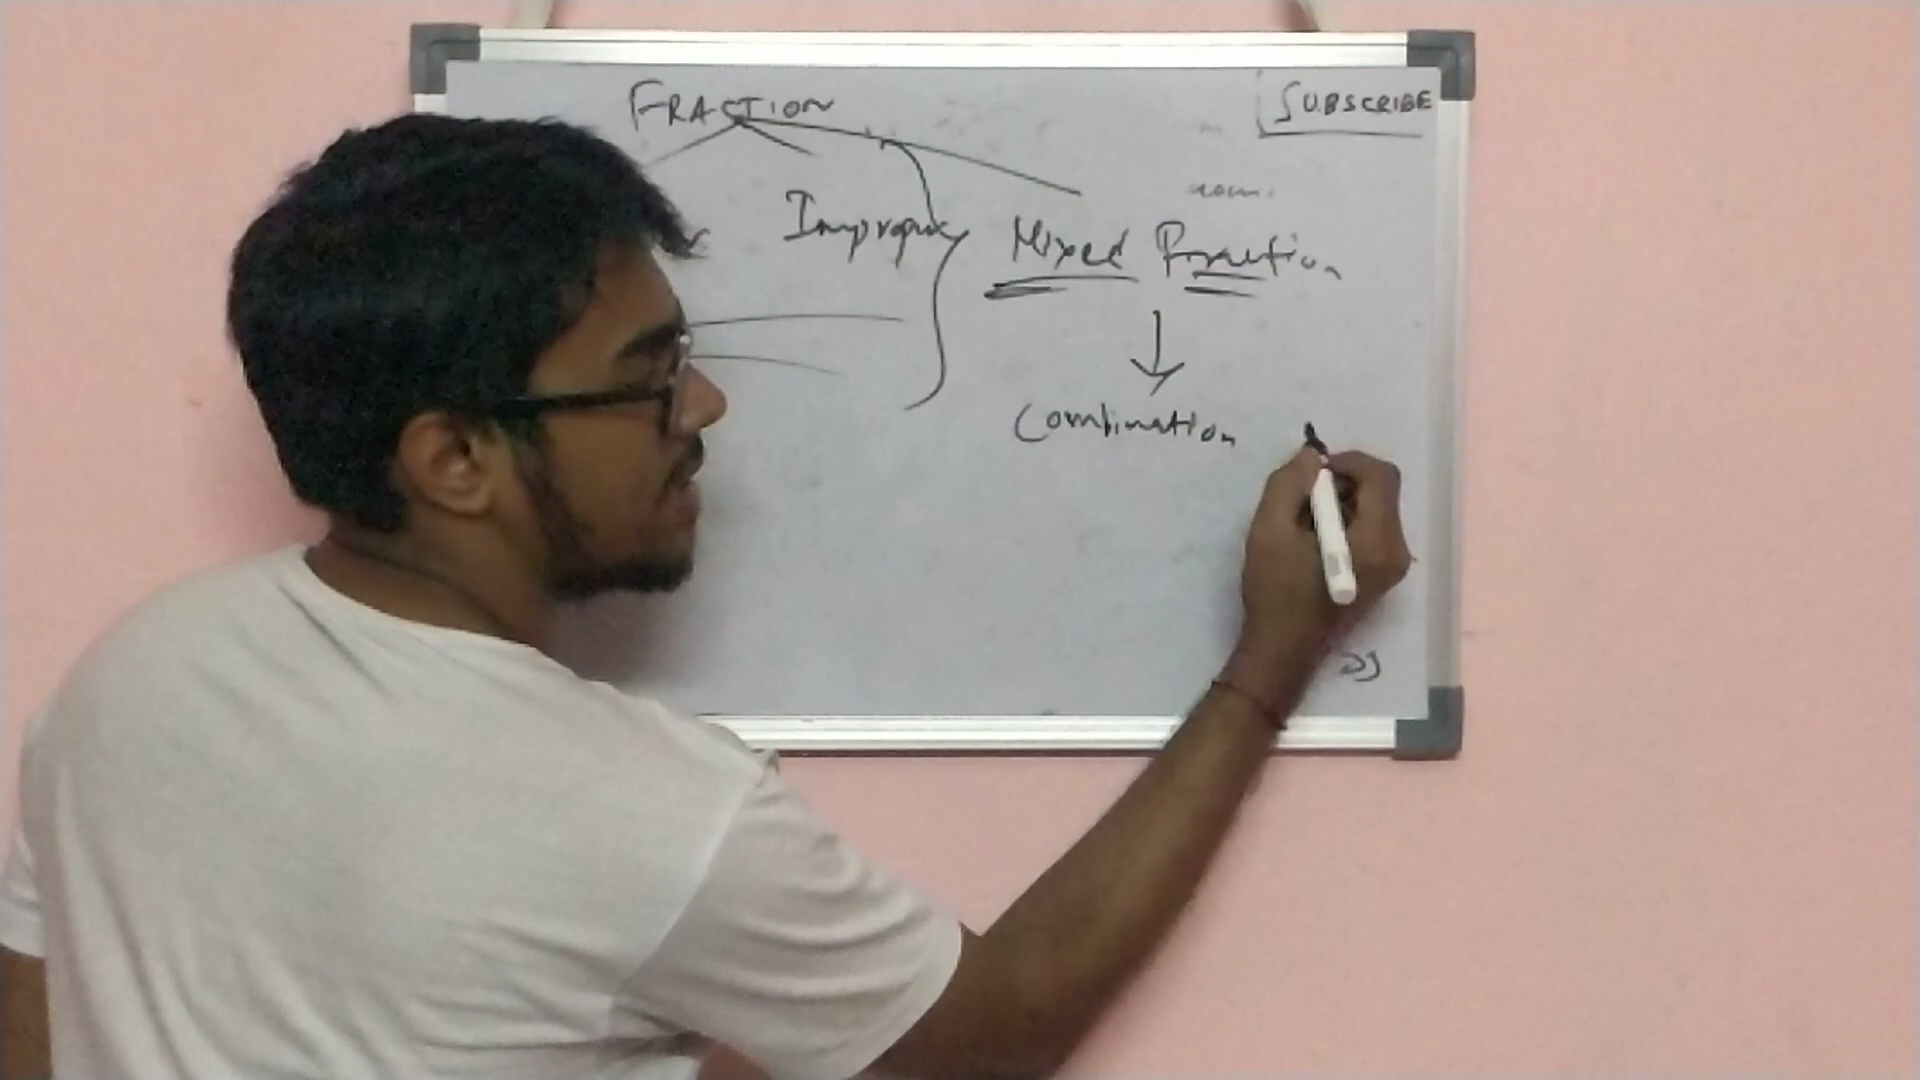 FRACTION
SUBSCRIBE
Improper
Mixed Fraction
Combination